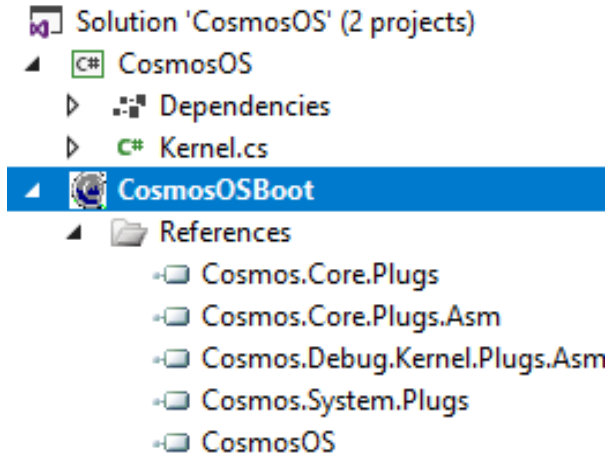 Solution 'CosmosOS' (2 projects)
C# CosmosOS
Dependencies
C# Kernel.cs
CosmosOSBoot
References
Cosmos.Core.Plugs
Cosmos.Core.Plugs.Asm
Cosmos.Debug.Kernel.Plugs.Asm
Cosmos.System.Plugs
CosmosOS